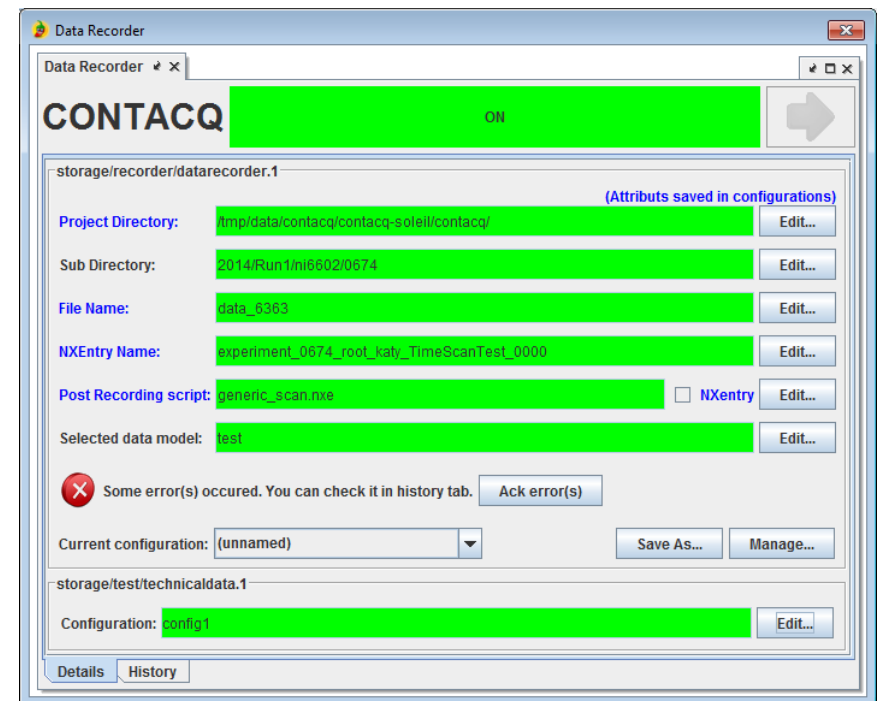 Data Recorder
Data Recorder
CONTACQ ON
storage/recorder/datarecorder.1
(Attributs saved in configurations)
Project Directory: /tmp/data/contacq/contacq-soleil/contacq/ Edit...
Sub Directory: 2014/Run1/ni6602/0674 Edit...
File Name: data_6363 Edit...
NXEntry Name: experiment_0674_root_katy_TimeScanTest_0000 Edit...
Post Recording script: generic_scan.nxe NXentry Edit...
Selected data model: test Edit...
Some error(s) occured. You can check it in history tab. Ack error(s)
Current configuration: (unnamed) Save As... Manage...
storage/test/technicaldata.1
Configuration: config1 Edit...
Details History